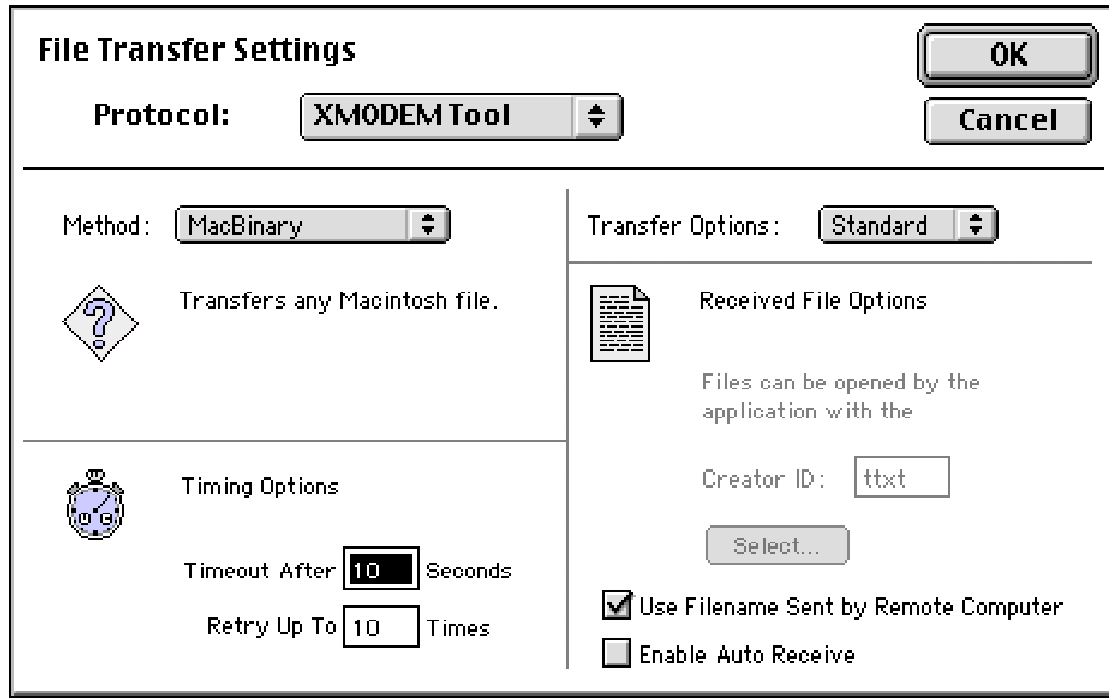 File Transfer Settings
OK
Protocol: XMODEM Tool
Cancel
Method: MacBinary
Transfers any Macintosh file.
Timing Options
Timeout After 10 Seconds
Retry Up To 10 Times
Transfer Options: Standard
Received File Options
Files can be opened by the
application with the
Creator ID: ttxt
Select...
Use Filename Sent by Remote Computer
Enable Auto Receive